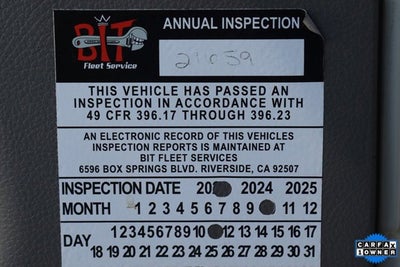 BIT
Fleet Service
ANNUAL INSPECTION
THIS VEHICLE HAS PASSED AN
INSPECTION IN ACCORDANCE WITH
49 CFR 396.17 THROUGH 396.23
AN ELECTRONIC RECORD OF THIS VEHICLES
INSPECTION REPORTS IS MAINTAINED AT
BIT FLEET SERVICES
6596 BOX SPRINGS BLVD. RIVERSIDE, CA 92507
INSPECTION DATE 20 2024 2025
MONTH 1 2 3 4 5 6 7 8 9 11 12
DAY 1 2 3 4 5 6 7 8 9 10 12 13 14 15 16 17
18 19 20 21 22 23 24 25 26 27 28 29 30 31
CARFAX
1 OWNER